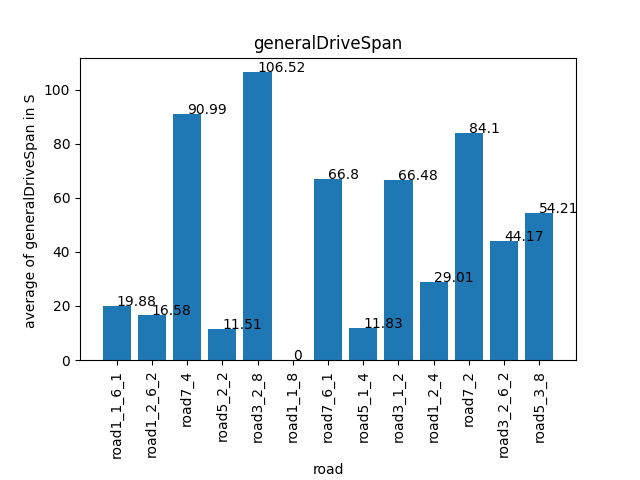 generalDriveSpan
average of generalDriveSpan in S
100
80
60
40
20
0
19.88
16.58
90.99
11.51
106.52
0
66.8
11.83
66.48
29.01
84.1
44.17
54.21
road1_1_6_1
road1_2_6_2
road7_4
road5_2_2
road3_2_8
road1_1_8
road7_6_1
road5_1_4
road3_1_2
road1_2_4
road7_2
road3_2_6_2
road5_3_8
road